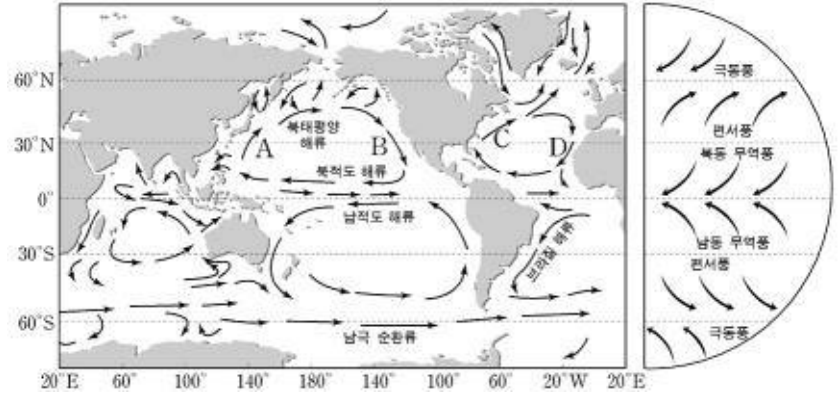 60°N
30°N
0°
30°S
60°S
A
북태평양
해류
B
C
D
북적도 해류
남적도 해류
브라질 해류
남극 순환류
20°E 60° 100° 140° 180° 140° 100° 60° 20°W 20°E
극동풍
편서풍
북동 무역풍
남동 무역풍
편서풍
극동풍